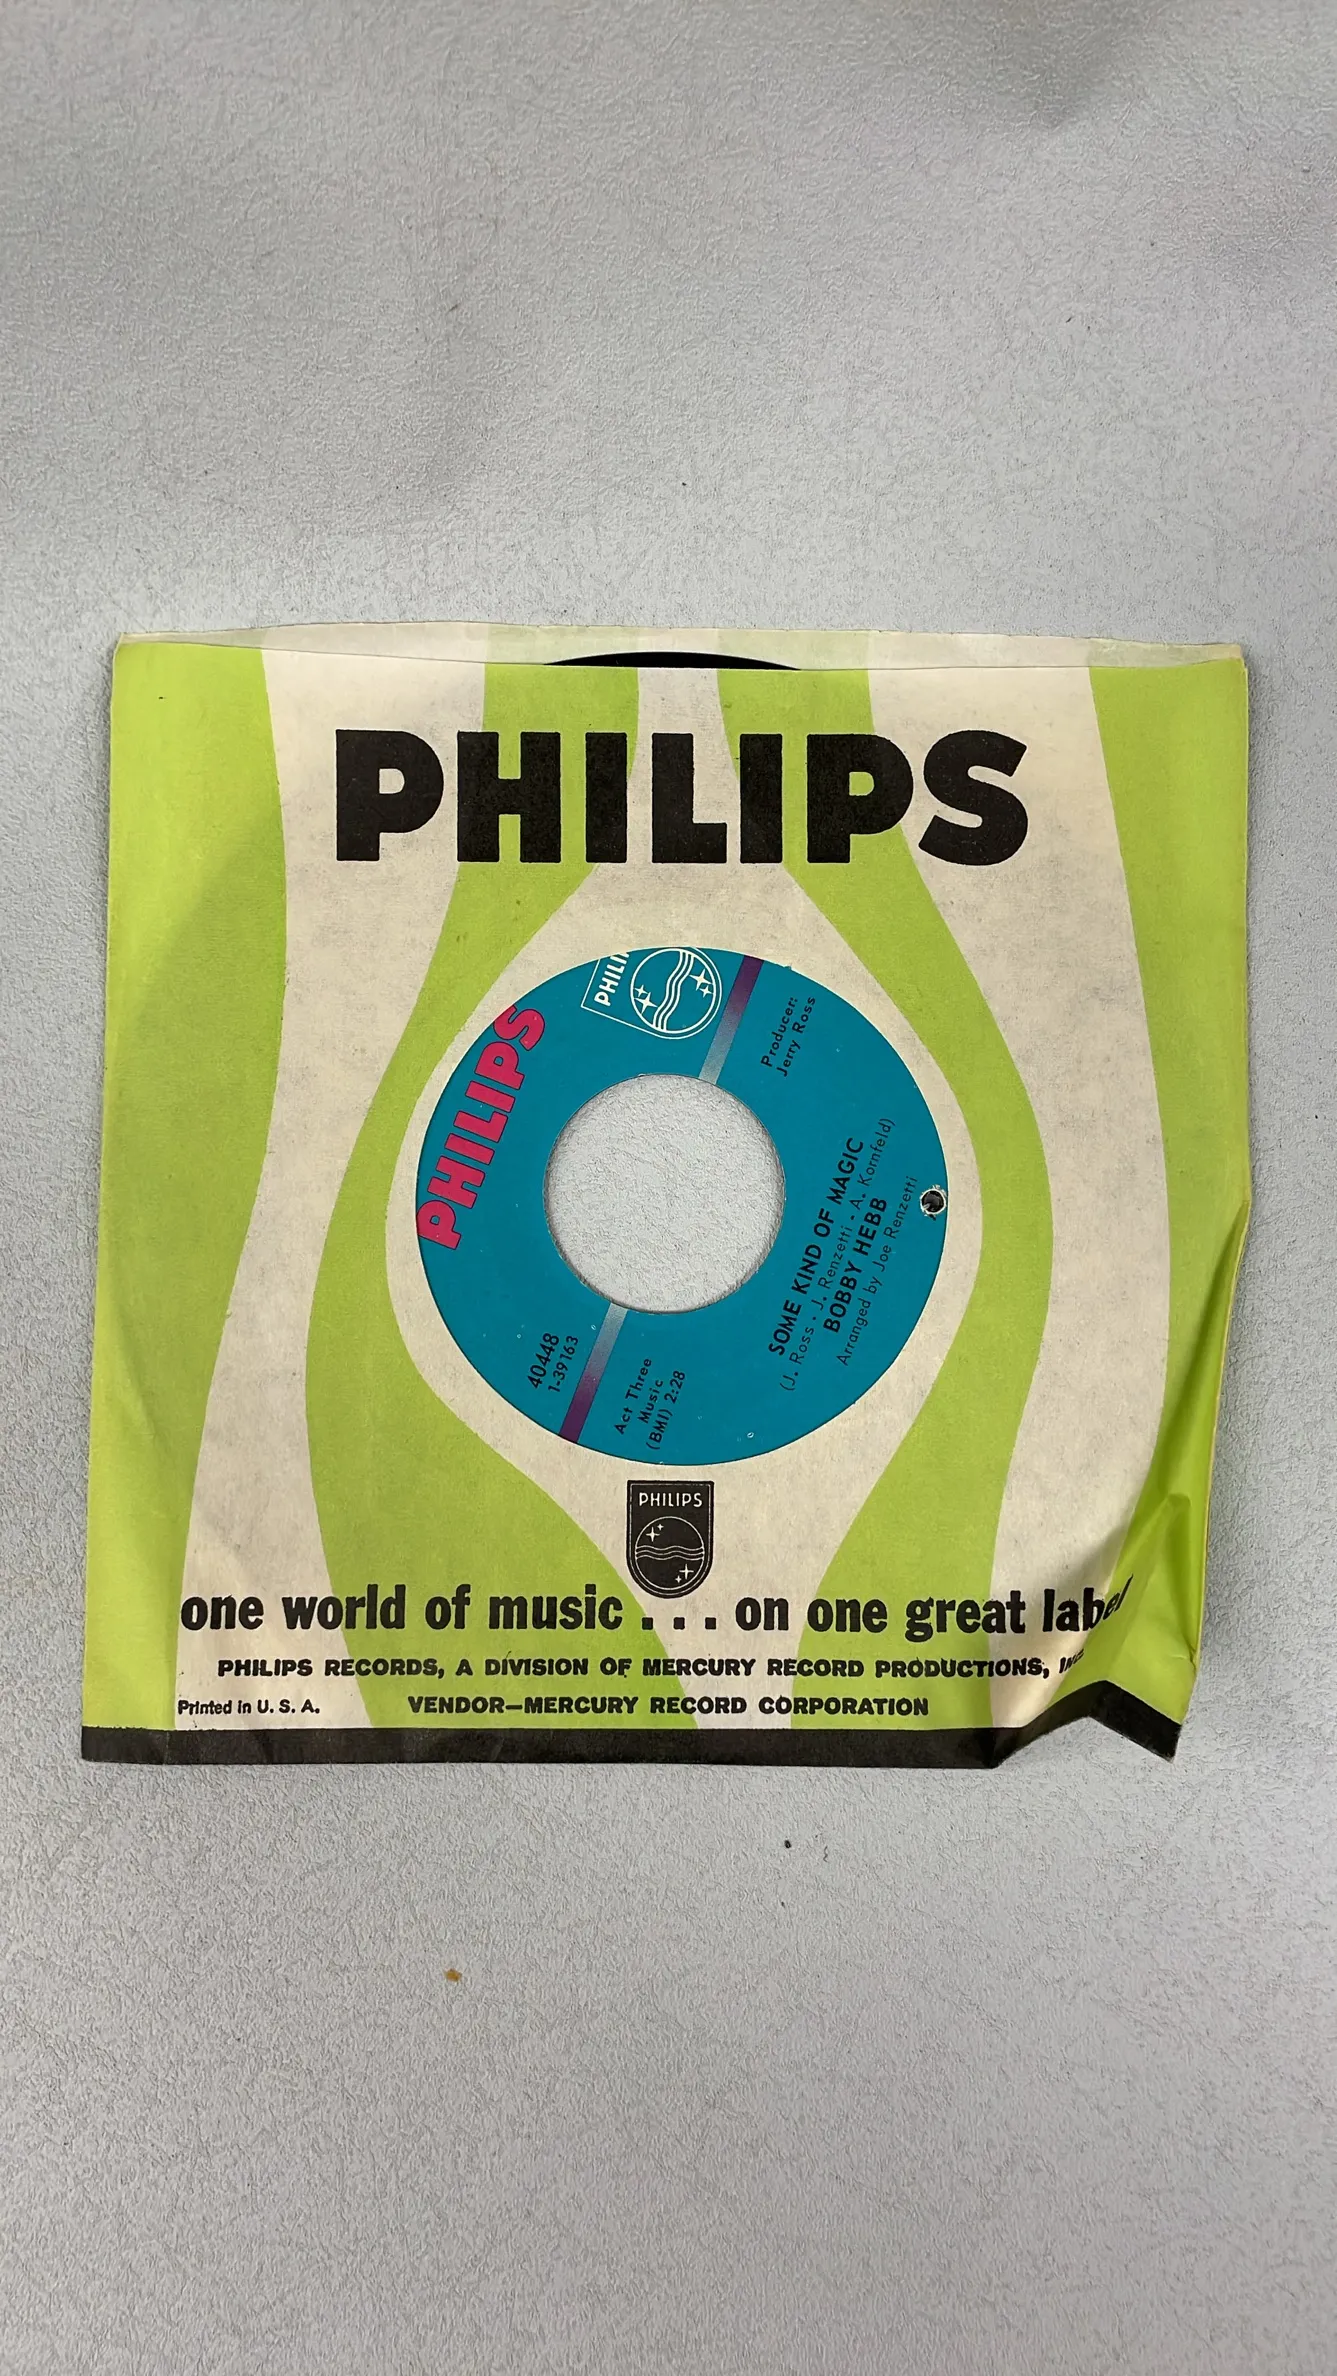 PHILIPS
PHILI
PHILIPS
Producer:
Jerry Ross
SOME KIND OF MAGIC
(J. Ross - J. Renzetti - A. Kornfeld)
BOBBY HEBB
Arranged by Joe Renzetti
40448
1-39163
Act Three
Music
(BMI) 2:28
PHILIPS
one world of music . . . on one great label
PHILIPS RECORDS, A DIVISION OF MERCURY RECORD PRODUCTIONS, INC.
Printed in U. S. A.
VENDOR—MERCURY RECORD CORPORATION